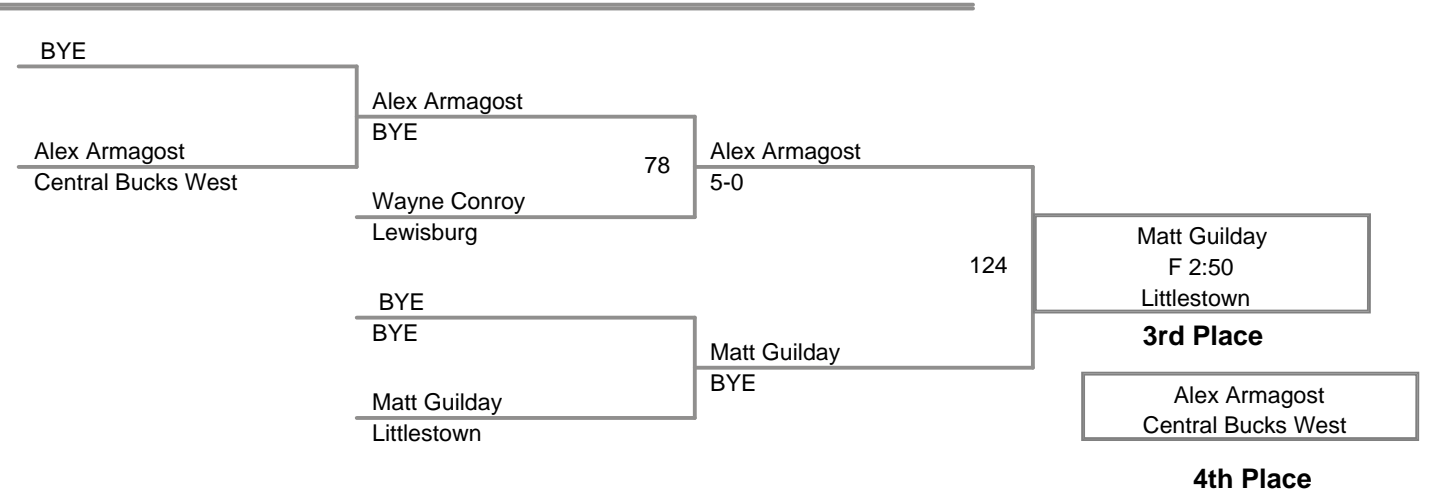 BYE
Alex Armagost
Central Bucks West
Alex Armagost
BYE
78
Wayne Conroy
Lewisburg
BYE
BYE
Matt Guilday
Littlestown
Alex Armagost
5-0
124
Matt Guilday
BYE
Matt Guilday
F 2:50
Littlestown
3rd Place
Alex Armagost
Central Bucks West
4th Place